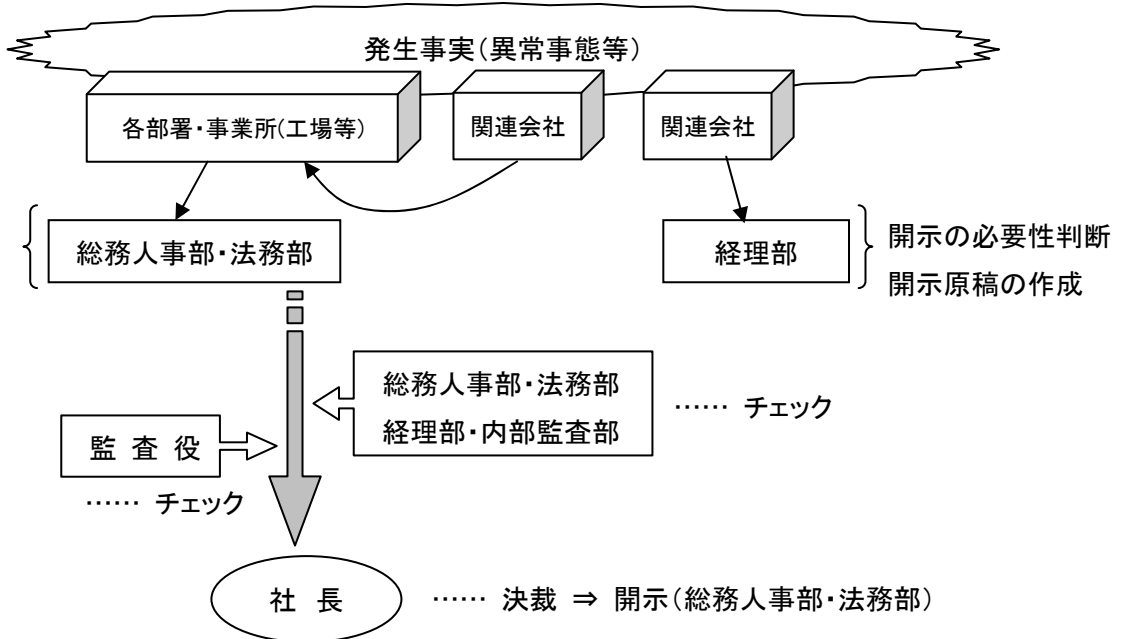 発生事実(異常事態等)
各部署・事業所(工場等)
関連会社
関連会社
総務人事部・法務部
経理部
開示の必要性判断
開示原稿の作成
総務人事部・法務部
経理部・内部監査部
…… チェック
監 査 役
…… チェック
社 長
…… 決裁 ⇒ 開示(総務人事部・法務部)